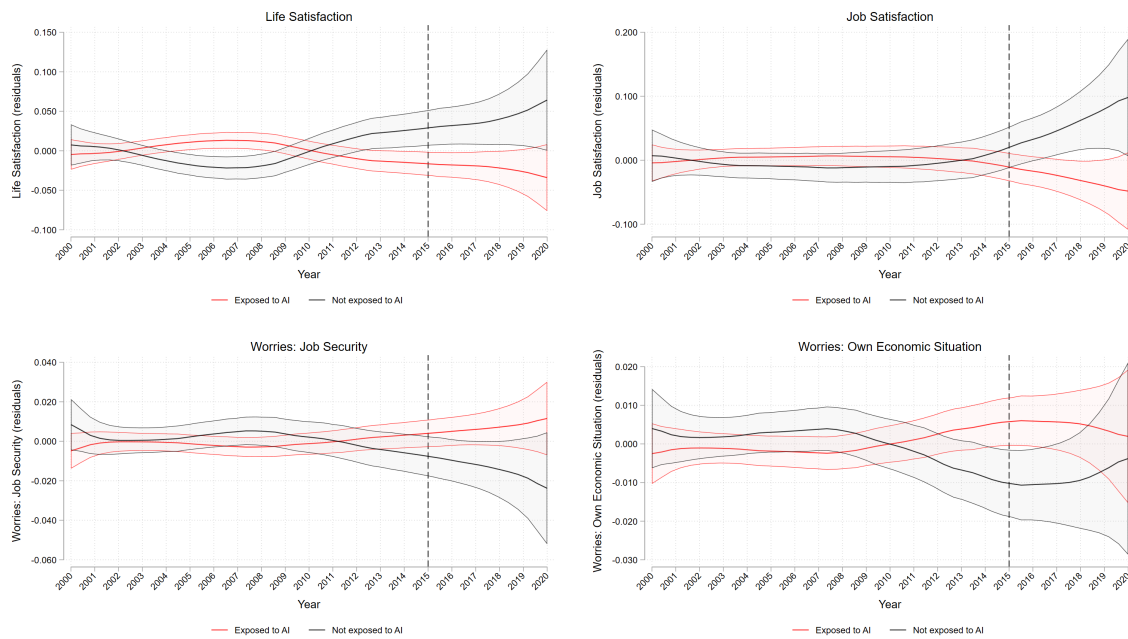 Life Satisfaction
Life Satisfaction (residuals)
0.150
0.100
0.050
0.000
-0.050
-0.100
2000 2001 2002 2003 2004 2005 2006 2007 2008 2009 2010 2011 2012 2013 2014 2015 2016 2017 2018 2019 2020
Year
Exposed to AI Not exposed to AI
Job Satisfaction
Job Satisfaction (residuals)
0.200
0.100
0.000
-0.100
2000 2001 2002 2003 2004 2005 2006 2007 2008 2009 2010 2011 2012 2013 2014 2015 2016 2017 2018 2019 2020
Year
Exposed to AI Not exposed to AI
Worries: Job Security
Worries: Job Security (residuals)
0.040
0.020
0.000
-0.020
-0.040
-0.060
2000 2001 2002 2003 2004 2005 2006 2007 2008 2009 2010 2011 2012 2013 2014 2015 2016 2017 2018 2019 2020
Year
Exposed to AI Not exposed to AI
Worries: Own Economic Situation
Worries: Own Economic Situation (residuals)
0.020
0.010
0.000
-0.010
-0.020
-0.030
2000 2001 2002 2003 2004 2005 2006 2007 2008 2009 2010 2011 2012 2013 2014 2015 2016 2017 2018 2019 2020
Year
Exposed to AI Not exposed to AI